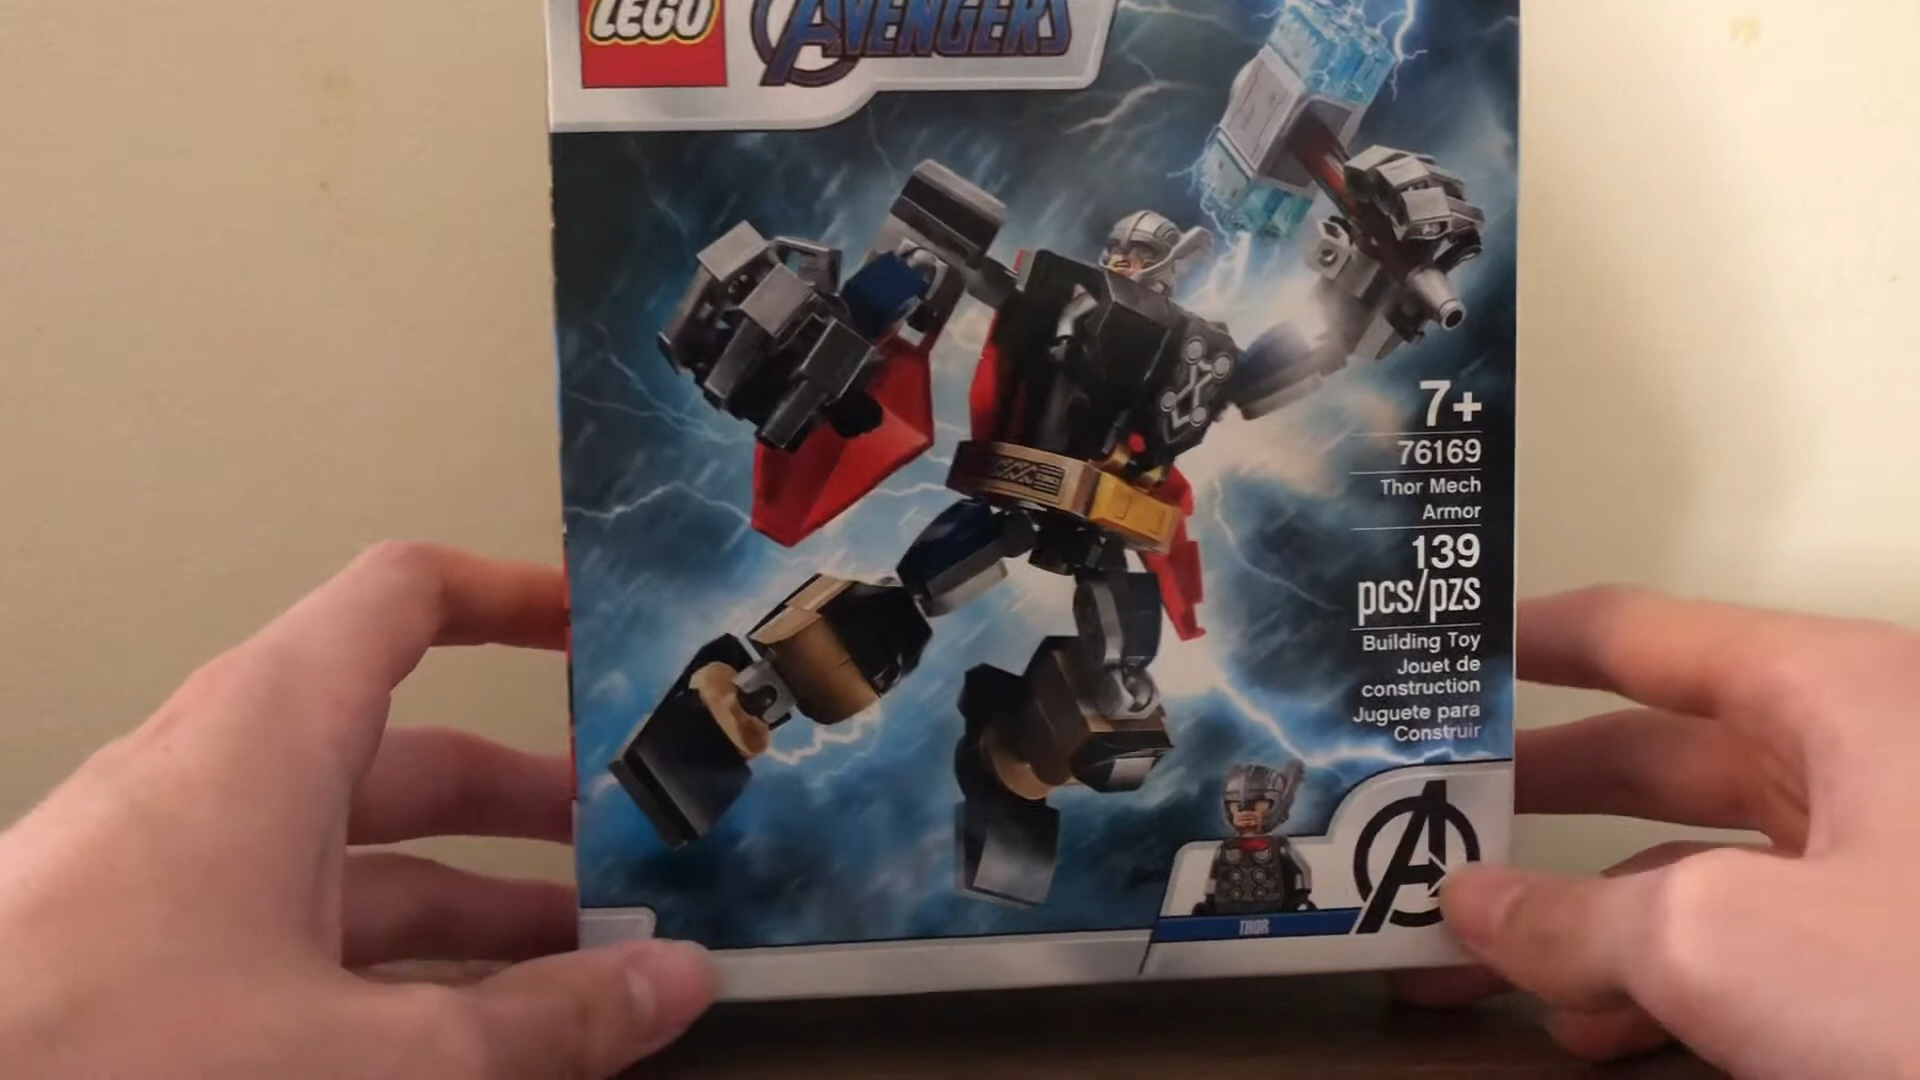 LEGO
AVENGERS
7+
76169
Thor Mech
Armor
139
pcs/pzs
Building Toy
Jouet de
construction
Juguete para
Construir
THOR